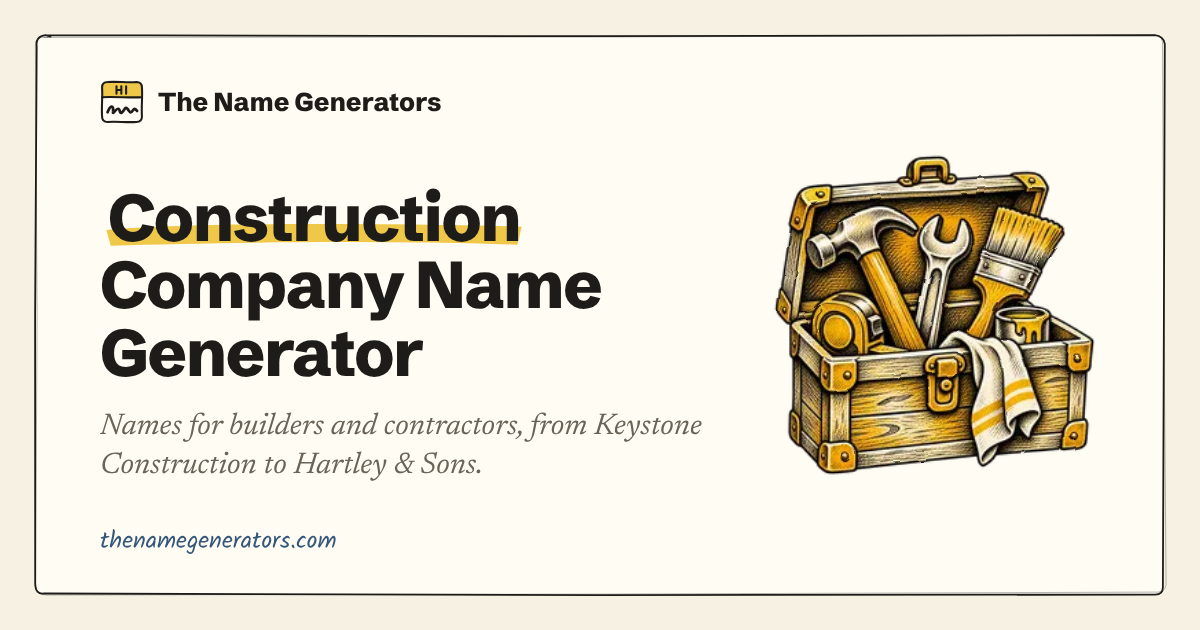 HI
The Name Generators
Construction
Company Name
Generator
Names for builders and contractors, from Keystone
Construction to Hartley & Sons.
thenamegenerators.com